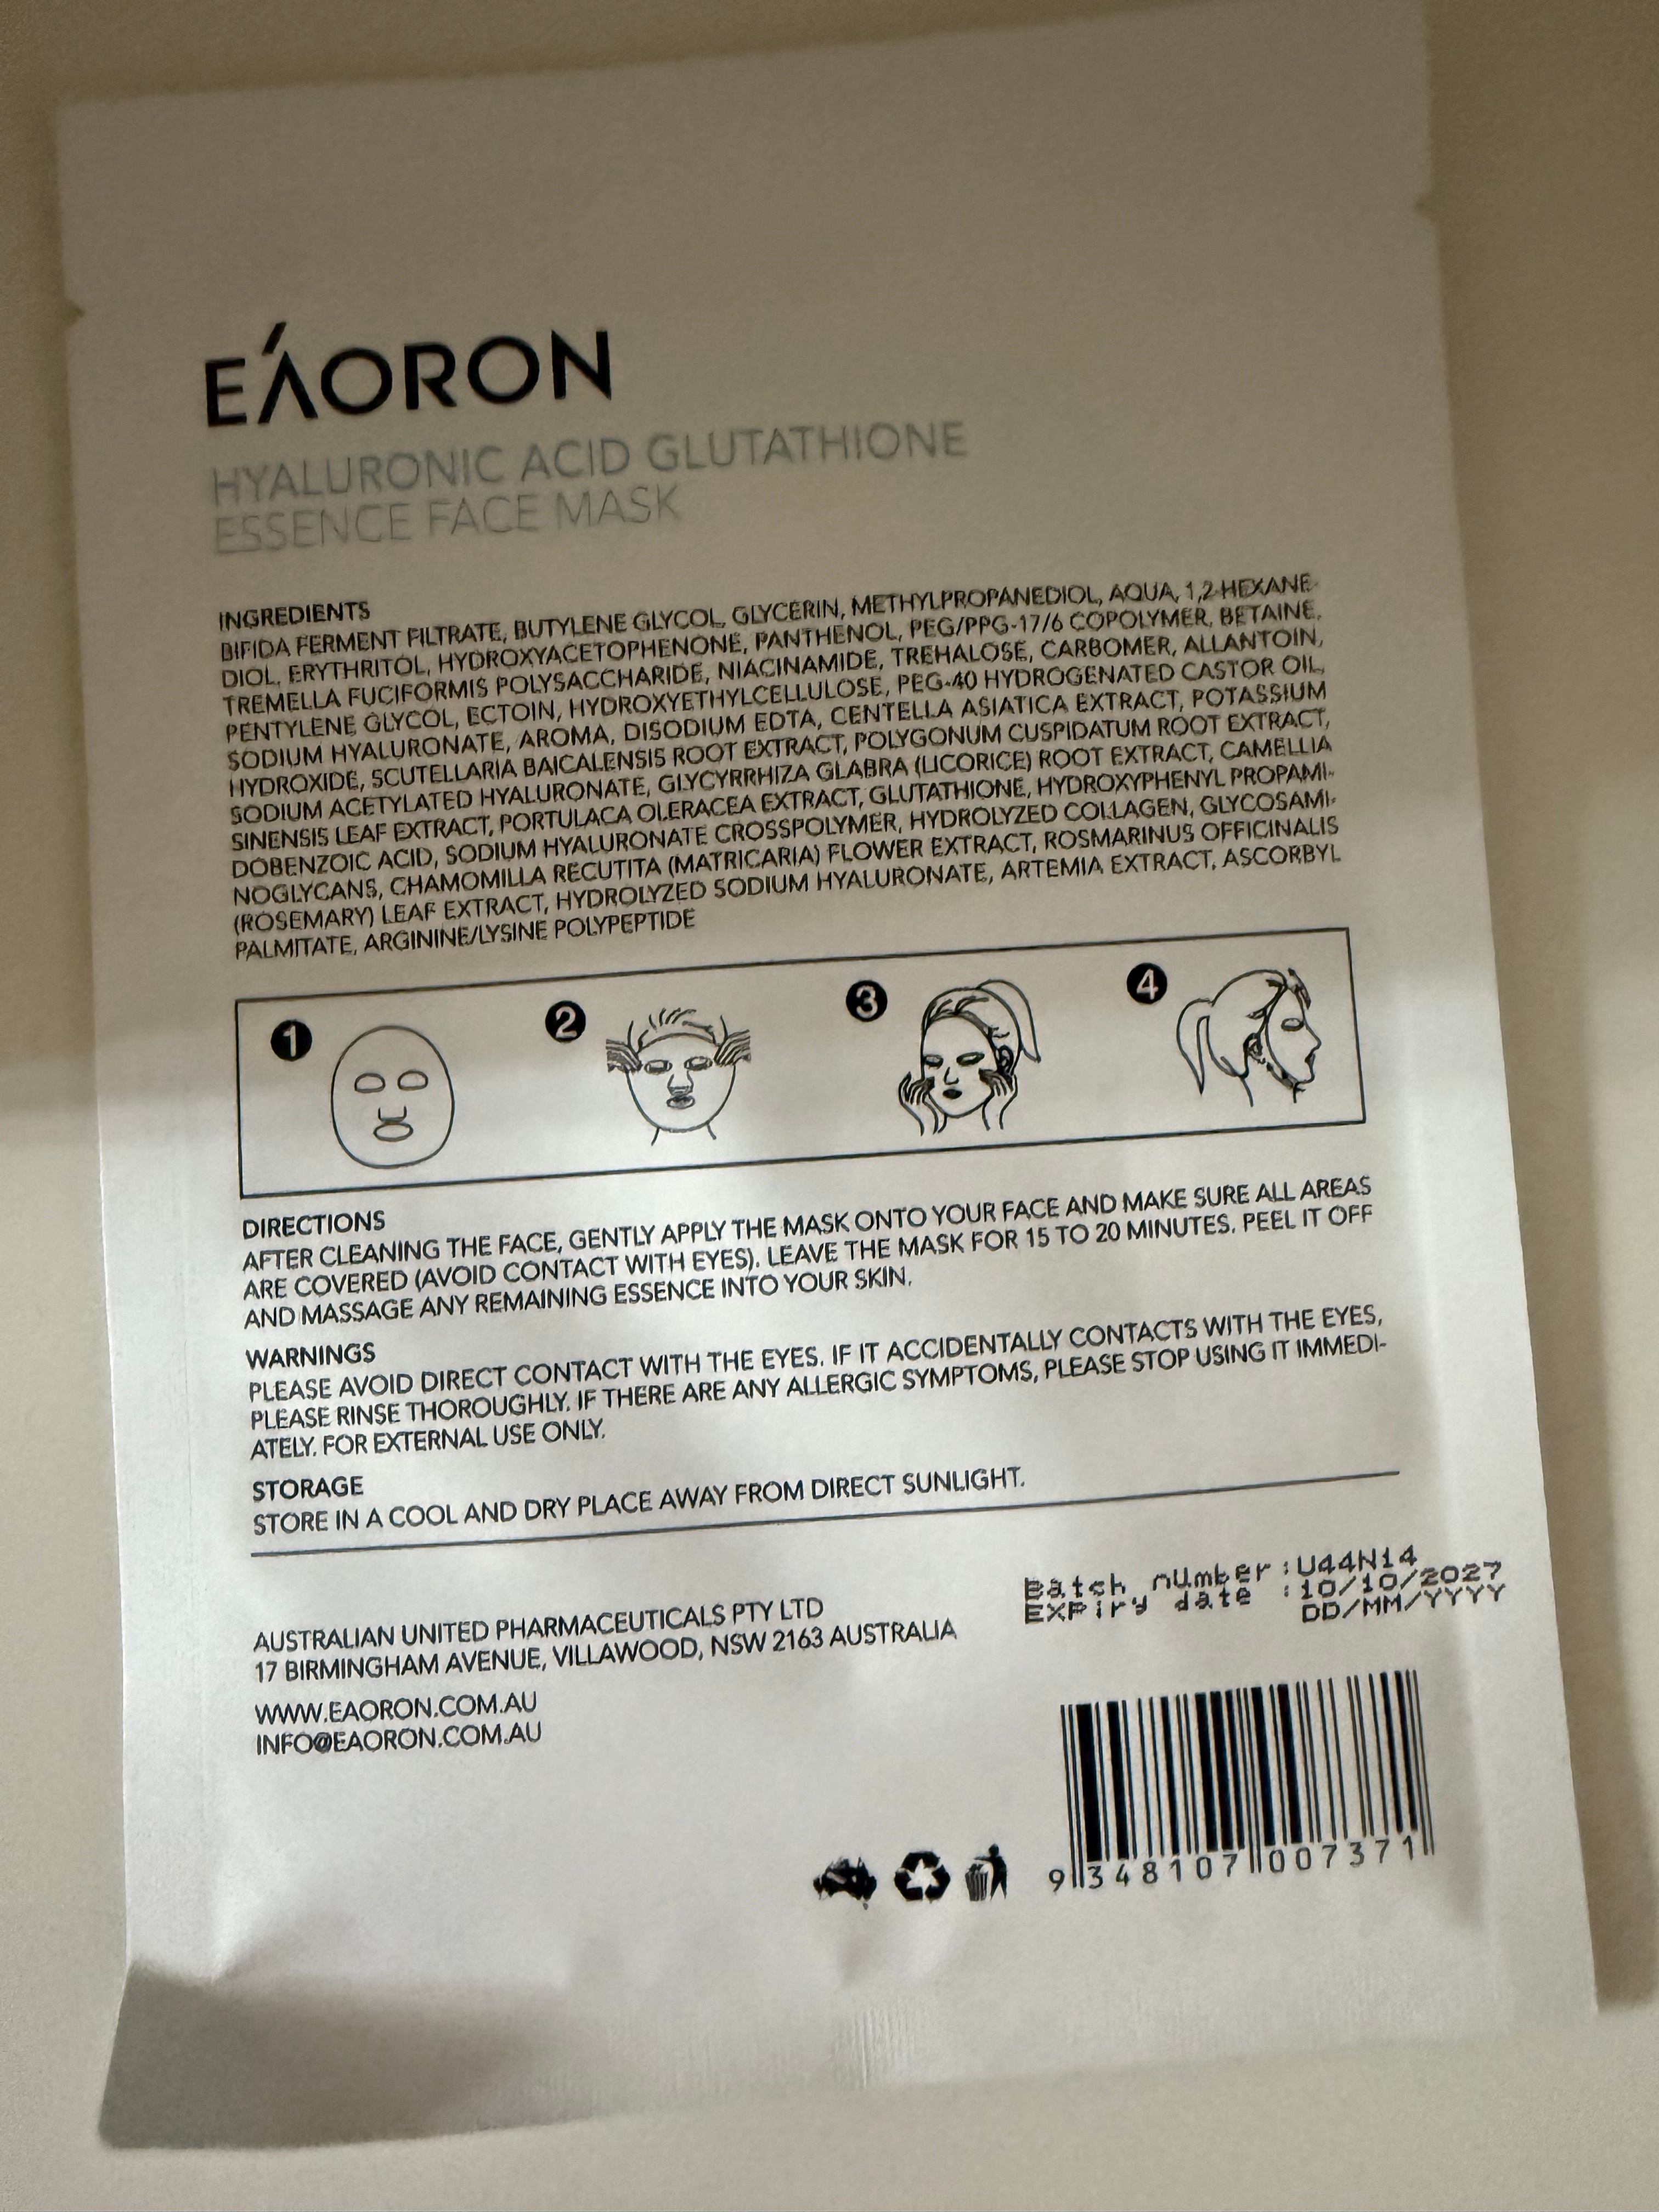 EÁORON
HYALURONIC ACID GLUTATHIONE
ESSENCE FACE MASK
INGREDIENTS
BIFIDA FERMENT FILTRATE, BUTYLENE GLYCOL, GLYCERIN, METHYLPROPANEDIOL, AQUA, 1,2-HEXANE-
DIOL, ERYTHRITOL, HYDROXYACETOPHENONE, PANTHENOL, PEG/PPG-17/6 COPOLYMER, BETAINE,
TREMELLA FUCIFORMIS POLYSACCHARIDE, NIACINAMIDE, TREHALOSE, CARBOMER, ALLANTOIN,
PENTYLENE GLYCOL, ECTOIN, HYDROXYETHYLCELLULOSE, PEG-40 HYDROGENATED CASTOR OIL,
SODIUM HYALURONATE, AROMA, DISODIUM EDTA, CENTELLA ASIATICA EXTRACT, POTASSIUM
HYDROXIDE, SCUTELLARIA BAICALENSIS ROOT EXTRACT, POLYGONUM CUSPIDATUM ROOT EXTRACT,
SODIUM ACETYLATED HYALURONATE, GLYCYRRHIZA GLABRA (LICORICE) ROOT EXTRACT, CAMELLIA
SINENSIS LEAF EXTRACT, PORTULACA OLERACEA EXTRACT, GLUTATHIONE, HYDROXYPHENYL PROPAMI-
DOBENZOIC ACID, SODIUM HYALURONATE CROSSPOLYMER, HYDROLYZED COLLAGEN, GLYCOSAMI-
NOGLYCANS, CHAMOMILLA RECUTITA (MATRICARIA) FLOWER EXTRACT, ROSMARINUS OFFICINALIS
(ROSEMARY) LEAF EXTRACT, HYDROLYZED SODIUM HYALURONATE, ARTEMIA EXTRACT, ASCORBYL
PALMITATE, ARGININE/LYSINE POLYPEPTIDE
1 2 3 4
DIRECTIONS
AFTER CLEANING THE FACE, GENTLY APPLY THE MASK ONTO YOUR FACE AND MAKE SURE ALL AREAS
ARE COVERED (AVOID CONTACT WITH EYES). LEAVE THE MASK FOR 15 TO 20 MINUTES. PEEL IT OFF
AND MASSAGE ANY REMAINING ESSENCE INTO YOUR SKIN.
WARNINGS
PLEASE AVOID DIRECT CONTACT WITH THE EYES. IF IT ACCIDENTALLY CONTACTS WITH THE EYES,
PLEASE RINSE THOROUGHLY. IF THERE ARE ANY ALLERGIC SYMPTOMS, PLEASE STOP USING IT IMMEDI-
ATELY. FOR EXTERNAL USE ONLY.
STORAGE
STORE IN A COOL AND DRY PLACE AWAY FROM DIRECT SUNLIGHT.
Batch number:U44N14
Expiry date :10/10/2027
DD/MM/YYYY
AUSTRALIAN UNITED PHARMACEUTICALS PTY LTD
17 BIRMINGHAM AVENUE, VILLAWOOD, NSW 2163 AUSTRALIA
WWW.EAORON.COM.AU
INFO@EAORON.COM.AU
9 348107 007371